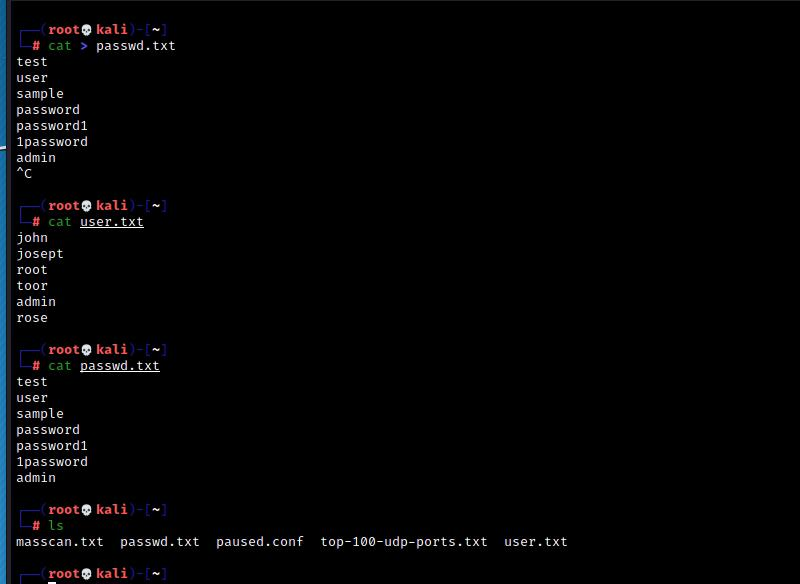 ┌──(root💀kali)-[~]
└─# cat > passwd.txt
test
user
sample
password
password1
1password
admin
^C
┌──(root💀kali)-[~]
└─# cat user.txt
john
josept
root
toor
admin
rose
┌──(root💀kali)-[~]
└─# cat passwd.txt
test
user
sample
password
password1
1password
admin
┌──(root💀kali)-[~]
└─# ls
masscan.txt  passwd.txt  paused.conf  top-100-udp-ports.txt  user.txt
┌──(root💀kali)-[~]